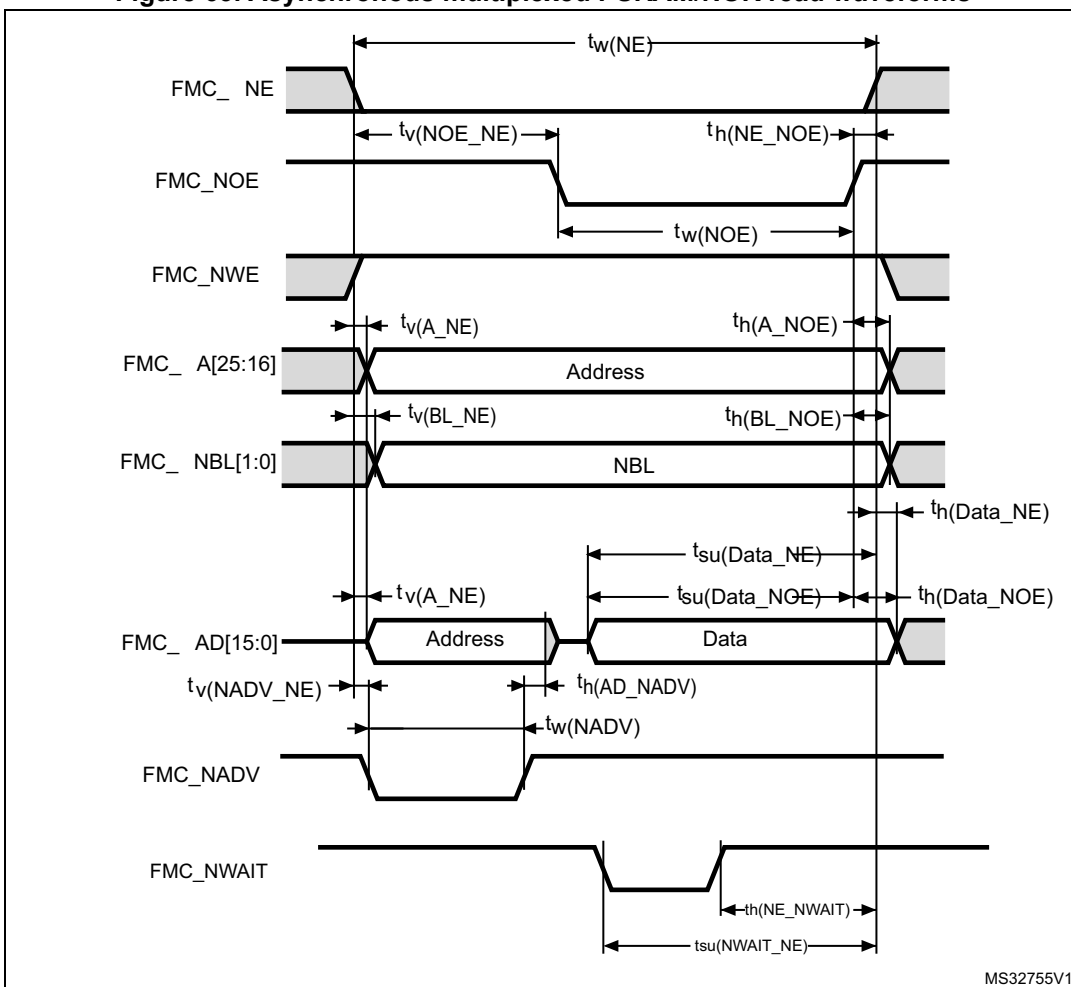 Figure 65. Asynchronous multiplexed PSRAM/NOR read waveforms
tw(NE)
FMC_ NE
tv(NOE_NE)
th(NE_NOE)
FMC_NOE
tw(NOE)
FMC_NWE
tv(A_NE)
th(A_NOE)
FMC_ A[25:16]
Address
tv(BL_NE)
th(BL_NOE)
FMC_ NBL[1:0]
NBL
th(Data_NE)
tsu(Data_NE)
tv(A_NE)
tsu(Data_NOE)
th(Data_NOE)
FMC_ AD[15:0]
Address
Data
tv(NADV_NE)
th(AD_NADV)
tw(NADV)
FMC_NADV
FMC_NWAIT
th(NE_NWAIT)
tsu(NWAIT_NE)
MS32755V1